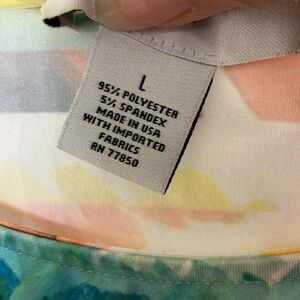 L
95% POLYESTER
5% SPANDEX
MADE IN USA
WITH IMPORTED
FABRICS
RN 77850